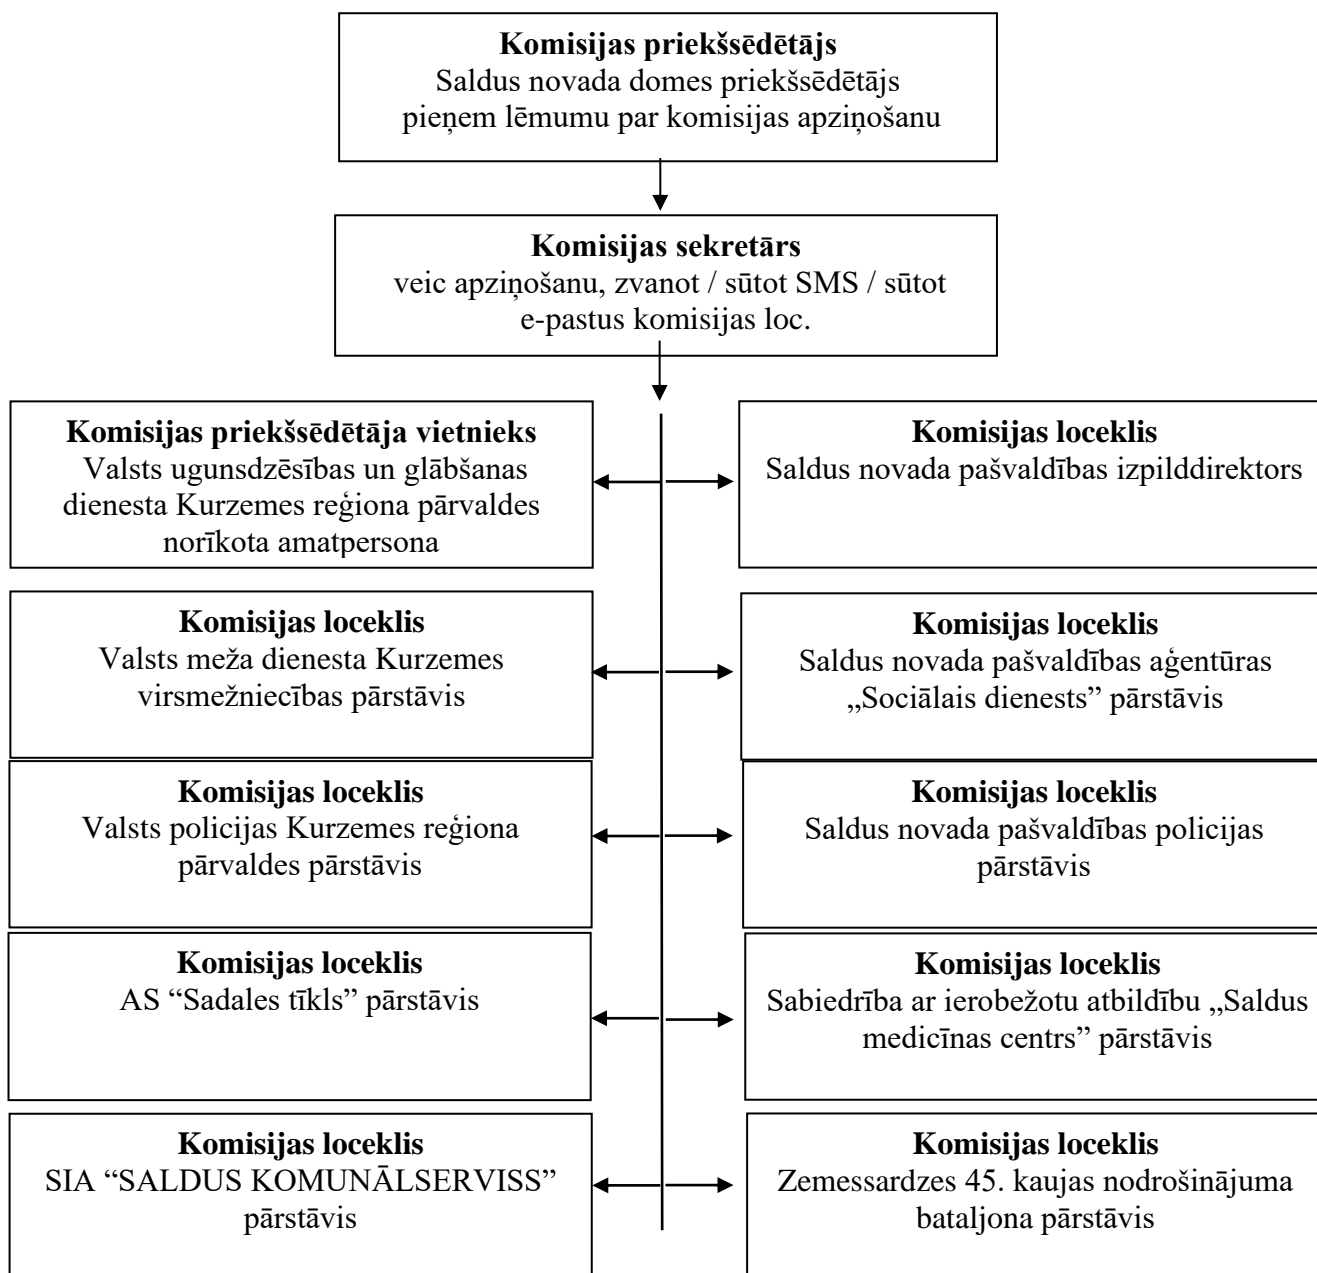 Komisijas priekšsēdētājs
Saldus novada domes priekšsēdētājs
pieņem lēmumu par komisijas apziņošanu
Komisijas sekretārs
veic apziņošanu, zvanot / sūtot SMS / sūtot
e-pastus komisijas loc.
Komisijas priekšsēdētāja vietnieks
Valsts ugunsdzēsības un glābšanas
dienesta Kurzemes reģiona pārvaldes
norīkota amatpersona
Komisijas loceklis
Saldus novada pašvaldības izpilddirektors
Komisijas loceklis
Valsts meža dienesta Kurzemes
virsmežniecības pārstāvis
Komisijas loceklis
Saldus novada pašvaldības aģentūras
„Sociālais dienests” pārstāvis
Komisijas loceklis
Valsts policijas Kurzemes reģiona
pārvaldes pārstāvis
Komisijas loceklis
Saldus novada pašvaldības policijas
pārstāvis
Komisijas loceklis
AS “Sadales tīkls” pārstāvis
Komisijas loceklis
Sabiedrība ar ierobežotu atbildību „Saldus
medicīnas centrs” pārstāvis
Komisijas loceklis
SIA “SALDUS KOMUNĀLSERVISS”
pārstāvis
Komisijas loceklis
Zemessardzes 45. kaujas nodrošinājuma
bataljona pārstāvis